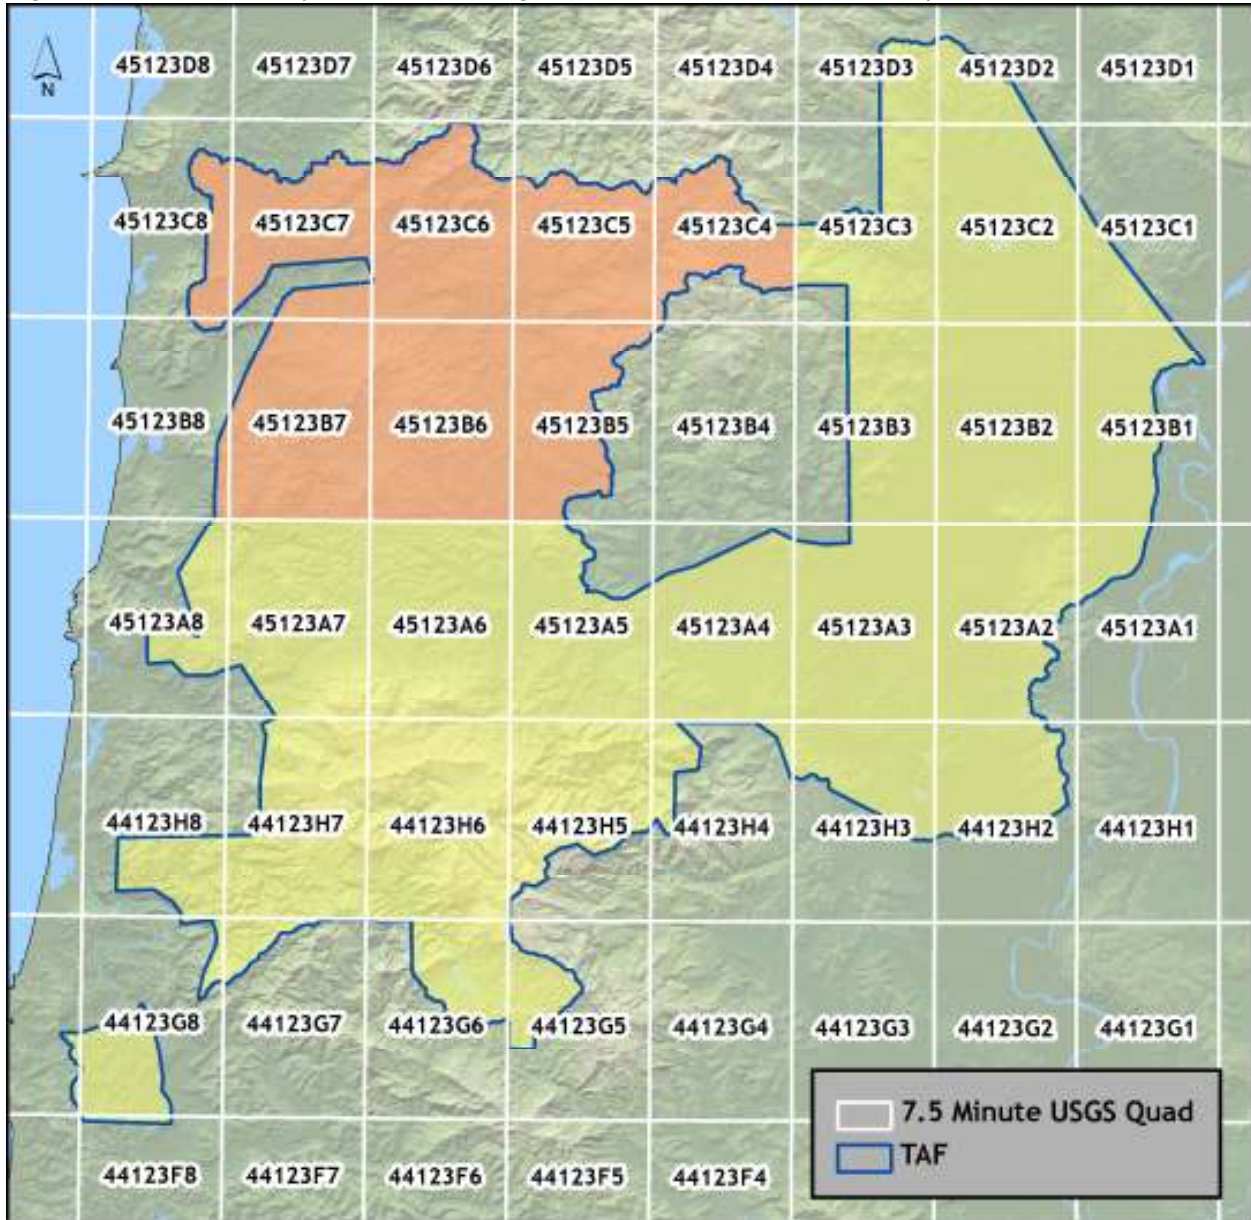 45123D8 45123D7 45123D6 45123D5 45123D4 45123D3 45123D2 45123D1
N
45123C8 45123C7 45123C6 45123C5 45123C4 45123C3 45123C2 45123C1
45123B8 45123B7 45123B6 45123B5 45123B4 45123B3 45123B2 45123B1
45123A8 45123A7 45123A6 45123A5 45123A4 45123A3 45123A2 45123A1
44123H8 44123H7 44123H6 44123H5 44123H4 44123H3 44123H2 44123H1
44123G8 44123G7 44123G6 44123G5 44123G4 44123G3 44123G2 44123G1
7.5 Minute USGS Quad
TAF
44123F8 44123F7 44123F6 44123F5 44123F4